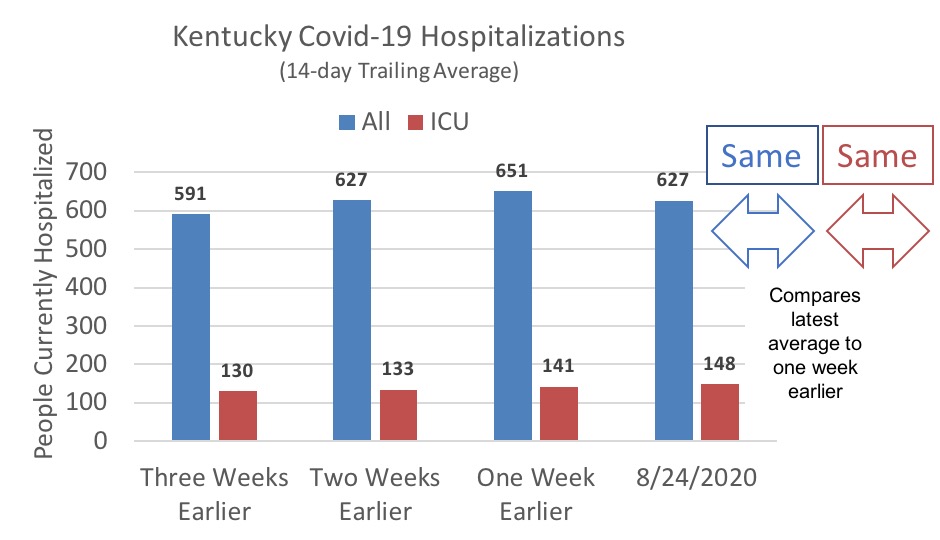 Kentucky Covid-19 Hospitalizations
(14-day Trailing Average)
All ICU
Same Same
People Currently Hospitalized
700
600
500
400
300
200
100
0
591
130
627
133
651
141
627
148
Three Weeks
Earlier
Two Weeks
Earlier
One Week
Earlier
8/24/2020
Compares
latest
average to
one week
earlier